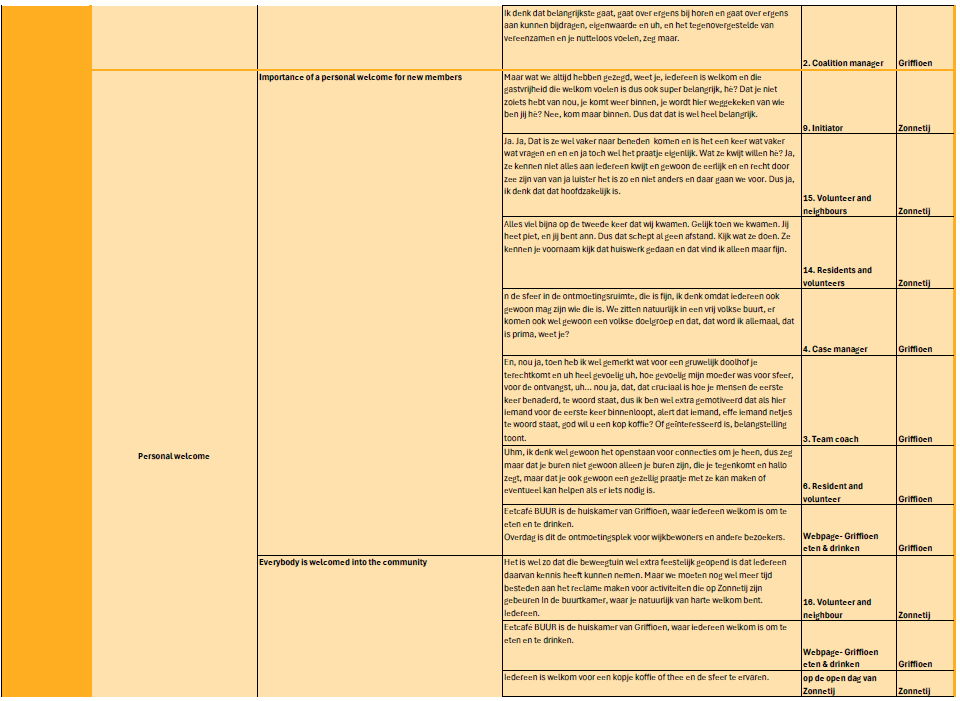 Ik denk dat belangrijkste gaat, gaat over ergens bij horen en gaat over ergens
aan kunnen bijdragen, eigenwaarde en uh, en het tegenovergestelde van
vereenzamen en je nutteloos voelen, zeg maar.
2. Coalition manager
Griffioen
Importance of a personal welcome for new members
Maar wat we altijd hebben gezegd, weet je, iedereen is welkom en die
gastvrijheid die welkom voelen is dus ook super belangrijk, hè? Dat je niet
zoiets hebt van nou, je komt weer binnen, je wordt hier weggekeken van wie
ben jij hè? Nee, kom maar binnen. Dus dat dat is wel heel belangrijk.
9. Initiator
Zonnetij
Ja. Ja, Dat is ze wel vaker naar beneden  komen en is het een keer wat vaker
wat vragen en en en ja toch wel het praatje eigenlijk. Wat ze kwijt willen hè? Ja,
ze kennen niet alles aan iedereen kwijt en gewoon de eerlijk en en recht door
zee zijn van van ja luister het is zo en niet anders en daar gaan we voor. Dus ja,
ik denk dat dat hoofdzakelijk is.
15. Volunteer and
neighbours
Zonnetij
Alles viel bijna op de tweede keer dat wij kwamen. Gelijk toen we kwamen. Jij
heet piet, en jij bent ann. Dus dat schept al geen afstand. Kijk wat ze doen. Ze
kennen je voornaam kijk dat huiswerk gedaan en dat vind ik alleen maar fijn.
14. Residents and
volunteers
Zonnetij
n de sfeer in de ontmoetingsruimte, die is fijn, ik denk omdat iedereen ook
gewoon mag zijn wie die is. We zitten natuurlijk in een vrij volkse buurt, er
komen ook wel gewoon een volkse doelgroep en dat, dat word ik allemaal, dat
is prima, weet je?
4. Case manager
Griffioen
En, nou ja, toen heb ik wel gemerkt wat voor een gruwelijk doolhof je
terechtkomt en uh heel gevoelig uh, hoe gevoelig mijn moeder was voor sfeer,
voor de ontvangst, uh... nou ja, dat, dat cruciaal is hoe je mensen de eerste
keer benaderd, te woord staat, dus ik ben wel extra gemotiveerd dat als hier
iemand voor de eerste keer binnenloopt, alert dat iemand, effe iemand netjes
te woord staat, god wil u een kop koffie? Of geïnteresseerd is, belangstelling
toont.
3. Team coach
Griffioen
Personal welcome
Uhm, ik denk wel gewoon het openstaan voor connecties om je heen, dus zeg
maar dat je buren niet gewoon alleen je buren zijn, die je tegenkomt en hallo
zegt, maar dat je ook gewoon een gezellig praatje met ze kan maken of
eventueel kan helpen als er iets nodig is.
6. Resident and
volunteer
Griffioen
Eetcafé BUUR is de huiskamer van Griffioen, waar iedereen welkom is om te
eten en te drinken.
Overdag is dit de ontmoetingsplek voor wijkbewoners en andere bezoekers.
Webpage- Griffioen
eten & drinken
Griffioen
Everybody is welcomed into the community
Het is wel zo dat die beweegtuin wel extra feestelijk geopend is dat Iedereen
daarvan kennis heeft kunnen nemen. Maar we moeten nog wel meer tijd
besteden aan het reclame maken voor activiteiten die op Zonnetij zijn
gebeuren In de buurtkamer, waar je natuurlijk van harte welkom bent.
Iedereen.
16. Volunteer and
neighbour
Zonnetij
Eetcafé BUUR is de huiskamer van Griffioen, waar iedereen welkom is om te
eten en te drinken.
Webpage- Griffioen
eten & drinken
Griffioen
Iedereen is welkom voor een kopje koffie of thee en de sfeer te ervaren.
op de open dag van
Zonnetij
Zonnetij